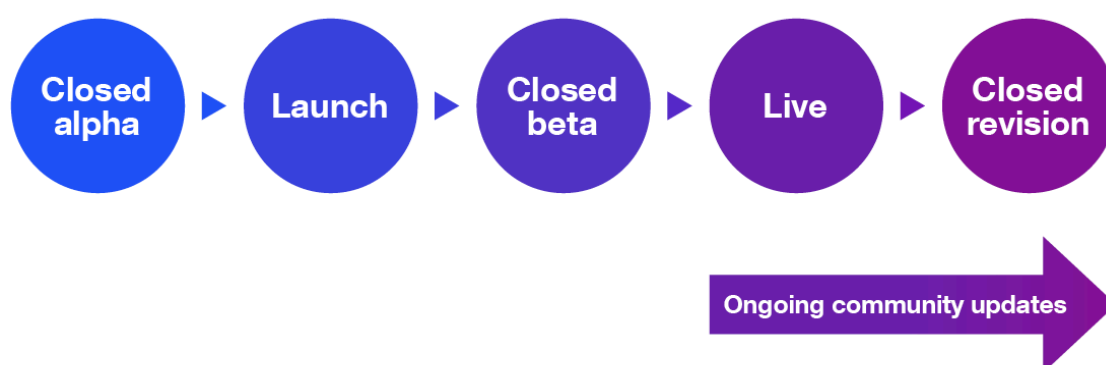 Closed
alpha
Launch
Closed
beta
Live
Closed
revision
Ongoing community updates